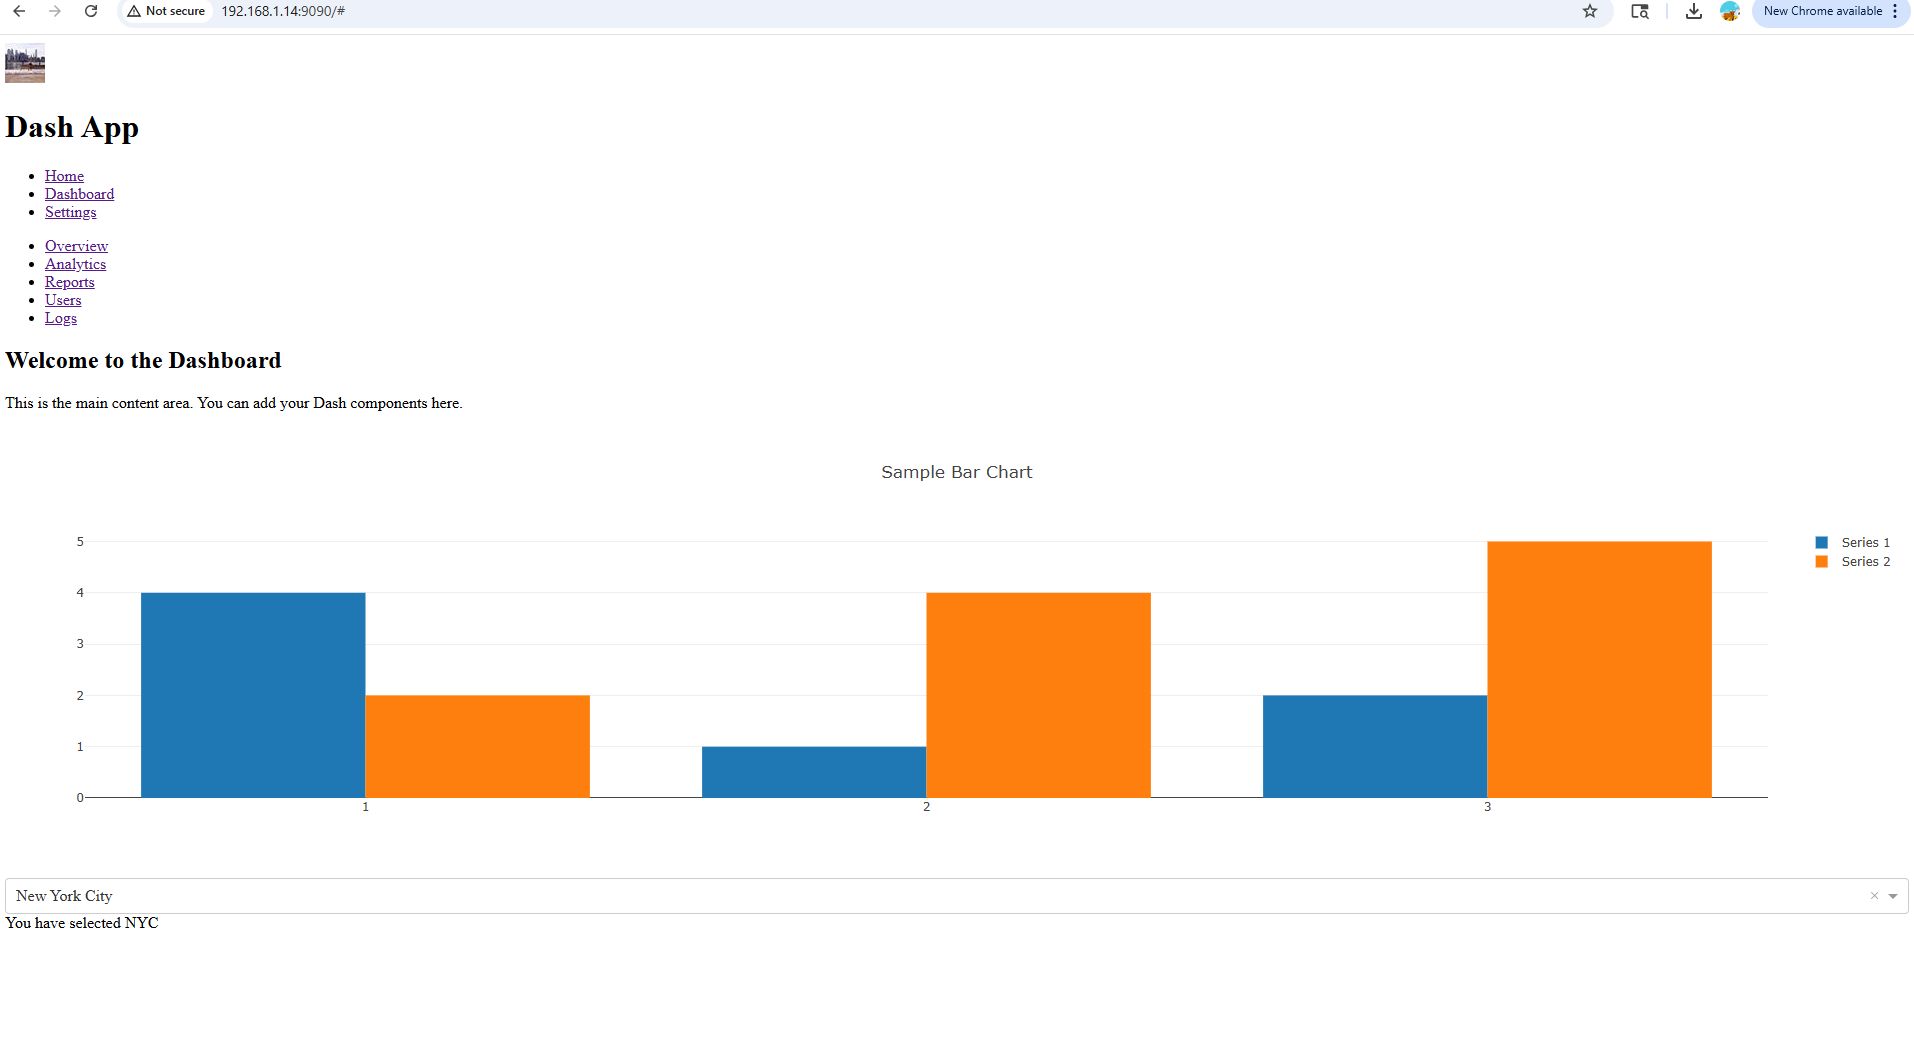 Not secure 192.168.1.14:9090/# New Chrome available
Dash App
Home
Dashboard
Settings
Overview
Analytics
Reports
Users
Logs
Welcome to the Dashboard
This is the main content area. You can add your Dash components here.
Sample Bar Chart
5
4
3
2
1
0
1 2 3
Series 1
Series 2
New York City
You have selected NYC